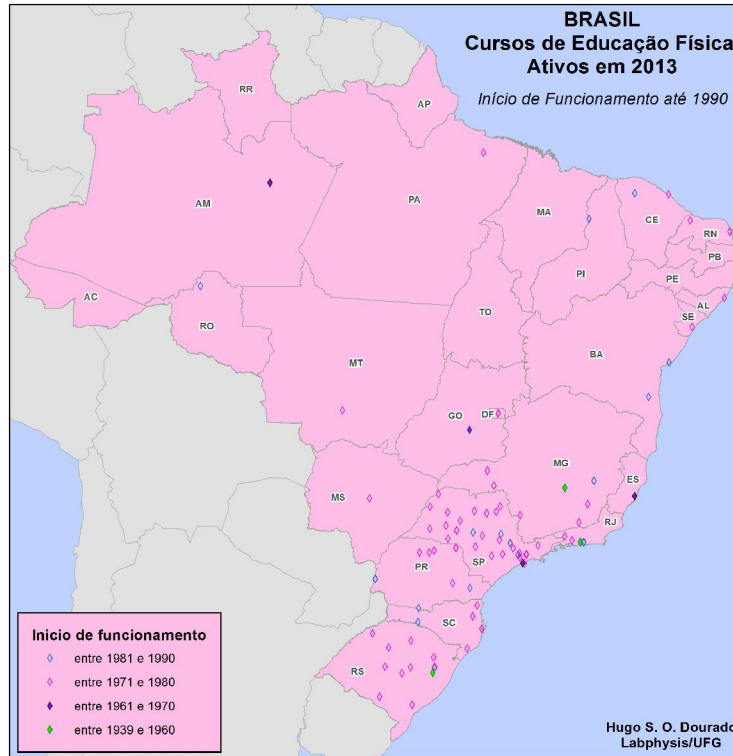 BRASIL
Cursos de Educação Física
Ativos em 2013
Início de Funcionamento até 1990
RR
AP
AM
PA
MA
CE
RN
PB
PI
PE
AC
AL
TO
SE
RO
BA
MT
GO
DF
MG
ES
MS
RJ
SP
PR
SC
RS
Inicio de funcionamento
entre 1981 e 1990
entre 1971 e 1980
entre 1961 e 1970
entre 1939 e 1960
Hugo S. O. Dourado
Labphysis/UFG